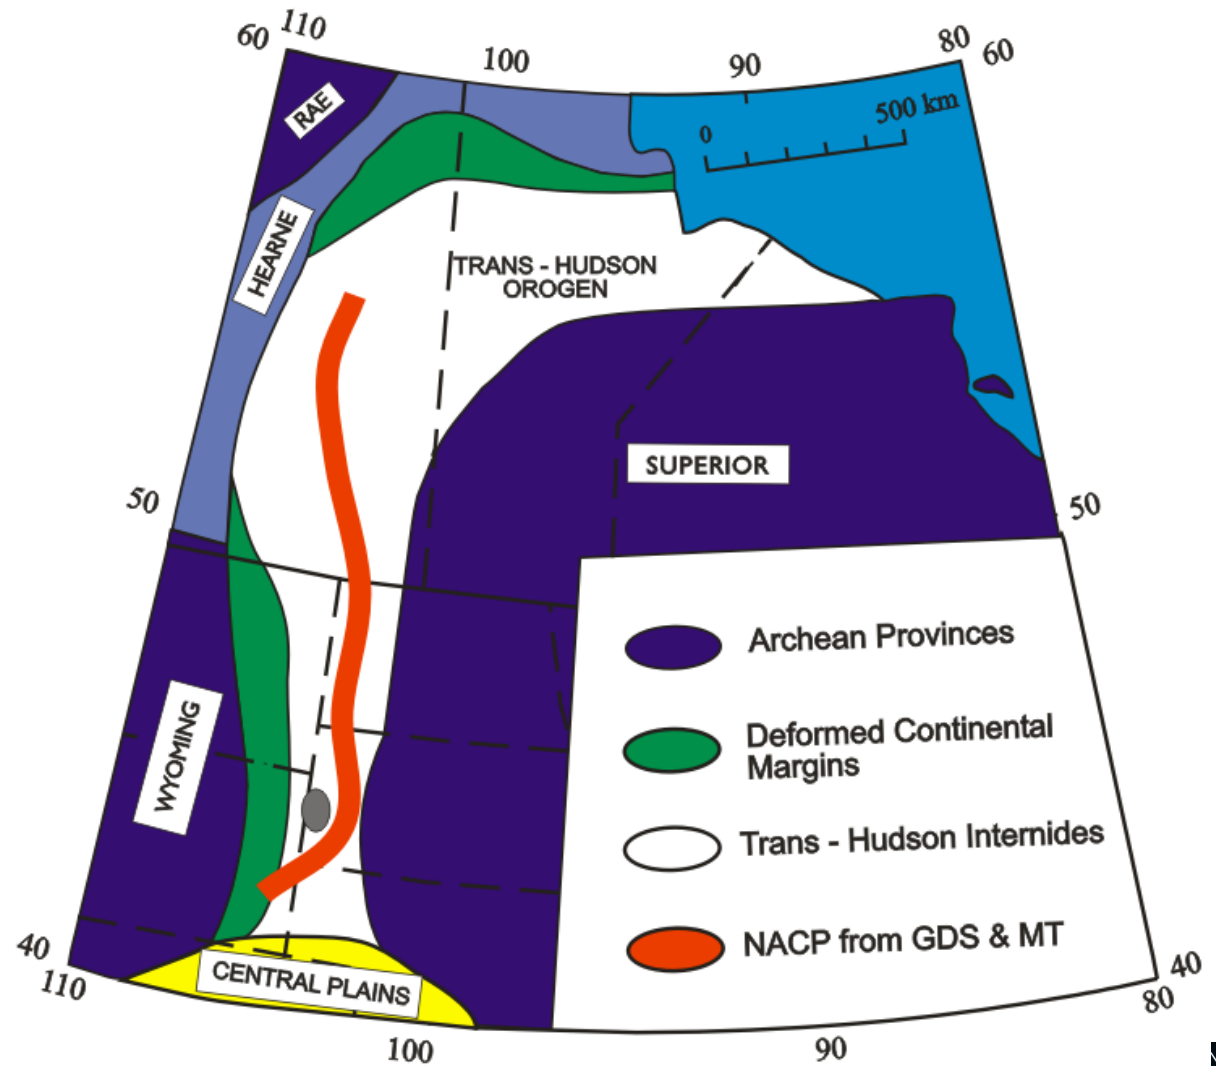 110
60
100
90
80
60
RAE
0
500 km
HEARNE
TRANS - HUDSON
OROGEN
SUPERIOR
50
50
Archean Provinces
Deformed Continental
Margins
WYOMING
Trans - Hudson Internides
NACP from GDS & MT
40
110
CENTRAL PLAINS
40
80
100
90